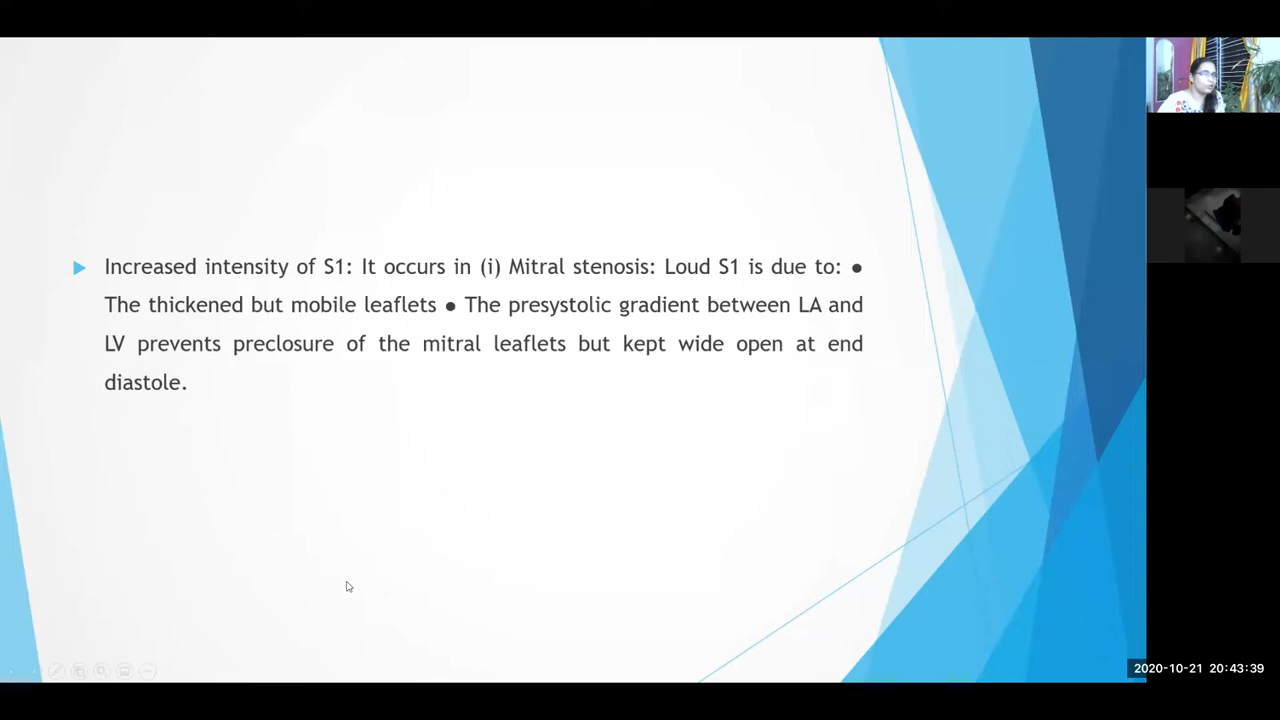 Increased intensity of S1: It occurs in (i) Mitral stenosis: Loud S1 is due to: ●
The thickened but mobile leaflets ● The presystolic gradient between LA and
LV prevents preclosure of the mitral leaflets but kept wide open at end
diastole.
2020-10-21 20:43:39